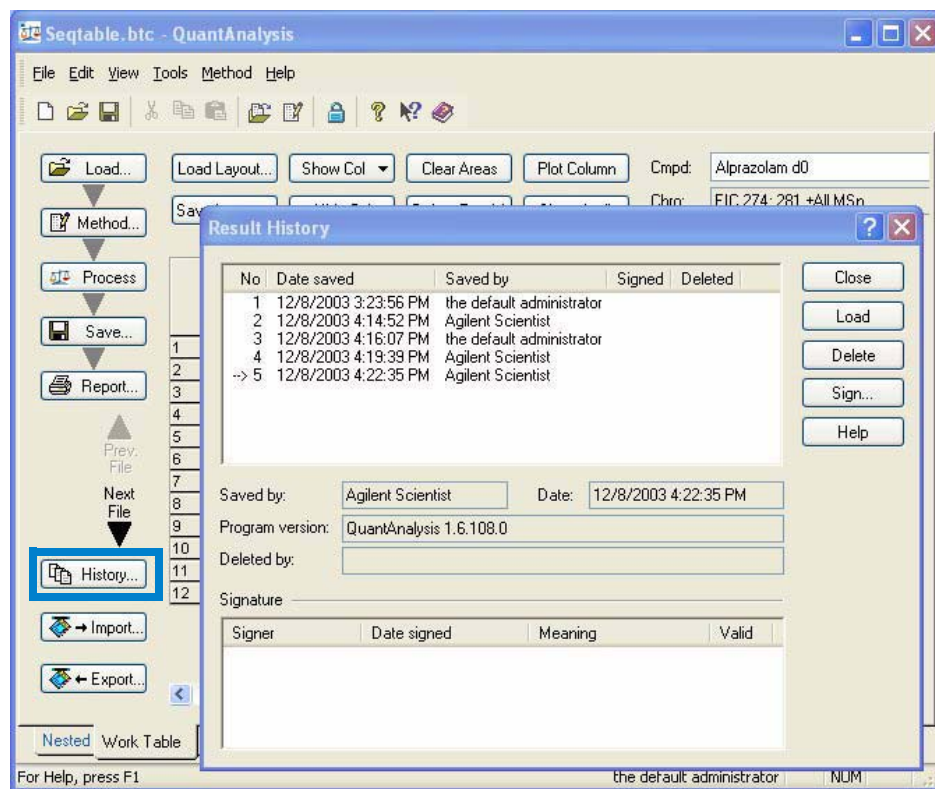 Seqtable.btc - QuantAnalysis
File Edit View Tools Method Help
Load... Load Layout... Show Col Clear Areas Plot Column Cmpd: Alprazolam d0
Chro: EIC 274; 281 +All MSn
Method...
Process
Save...
Report...
Prev.
File
Next
File
History...
Import...
Export...
1
2
3
4
5
6
7
8
9
10
11
12
Result History
No Date saved Saved by Signed Deleted
1 12/8/2003 3:23:56 PM the default administrator
2 12/8/2003 4:14:52 PM Agilent Scientist
3 12/8/2003 4:16:07 PM the default administrator
4 12/8/2003 4:19:39 PM Agilent Scientist
--> 5 12/8/2003 4:22:35 PM Agilent Scientist
Close
Load
Delete
Sign...
Help
Saved by: Agilent Scientist Date: 12/8/2003 4:22:35 PM
Program version: QuantAnalysis 1.6.108.0
Deleted by:
Signature
Signer Date signed Meaning Valid
Nested Work Table
For Help, press F1 the default administrator NUM